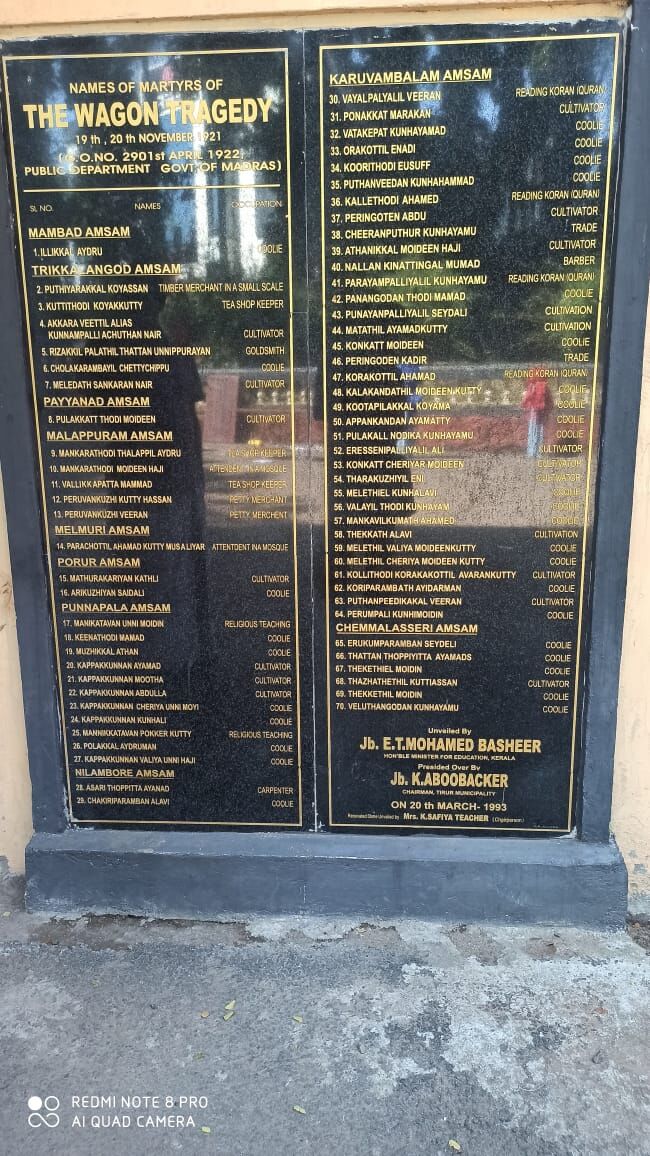 NAMES OF MARTYRS OF
THE WAGON TRAGEDY
19 th , 20 th NOVEMBER 1921
(G.O.NO. 2901st APRIL 1922,
PUBLIC DEPARTMENT GOVT. OF MADRAS)
SL NO. NAMES OCCUPATION
MAMBAD AMSAM
1. ILLIKKAL AYDRU COOLIE
TRIKKALANGOD AMSAM
2. PUTHIYARAKKAL KOYASSAN TIMBER MERCHANT IN A SMALL SCALE
3. KUTTITHODI KOYAKKUTTY TEA SHOP KEEPER
4. AKKARA VEETTIL ALIAS
KUNNAMPALLI ACHUTHAN NAIR CULTIVATOR
5. RIZAKKIL PALATHIL THATTAN UNNIPPURAYAN GOLDSMITH
6. CHOLAKARAMBAYIL CHETTYCHIPPU COOLIE
7. MELEDATH SANKARAN NAIR CULTIVATOR
PAYYANAD AMSAM
8. PULAKKATT THODI MOIDEEN CULTIVATOR
MALAPPURAM AMSAM
9. MANKARATHODI THALAPPIL AYDRU TEA SHOP KEEPER
10. MANKARATHODI MOIDEEN HAJI ATTENDENT IN A MOSQUE
11. VALLIKKAPATTA MAMMAD TEA SHOP KEEPER
12. PERUVANKUZHI KUTTY HASSAN PETTY MERCHANT
13. PERUVANKUZHI VEERAN PETTY MERCHENT
MELMURI AMSAM
14. PARACHOTTIL AHAMAD KUTTY MUSALIYAR ATTENTDENT IN A MOSQUE
PORUR AMSAM
15. MATHURAKARIYAN KATHLI CULTIVATOR
16. ARIKUZHIYAN SAIDALI COOLIE
PUNNAPALA AMSAM
17. MANIKATAVAN UNNI MOIDIN RELIGIOUS TEACHING
18. KEENATHODI MAMAD COOLIE
19. MUZHIKKAL ATHAN COOLIE
20. KAPPAKKUNNAN AYAMAD CULTIVATOR
21. KAPPAKKUNNAN MOOTHA CULTIVATOR
22. KAPPAKKUNNAN ABDULLA CULTIVATOR
23. KAPPAKKUNNAN CHERIYA UNNI MOYI COOLIE
24. KAPPAKKUNNAN KUNHALI COOLIE
25. MANNIKKATAVAN POKKER KUTTY RELIGIOUS TEACHING
26. POLAKKAL AYDRUMAN COOLIE
27. KAPPAKKUNNAN VALIYA UNNI HAJI COOLIE
NILAMBORE AMSAM
28. ASARI THOPPITTA AYANAD CARPENTER
29. CHAKIRIPARAMBAN ALAVI COOLIE
KARUVAMBALAM AMSAM
30. VAYALPALYALIL VEERAN READING KORAN (QURAN)
31. PONAKKAT MARAKAN CULTIVATOR
32. VATAKEPAT KUNHAYAMAD COOLIE
33. ORAKOTTIL ENADI COOLIE
34. KOORITHODI EUSUFF COOLIE
35. PUTHANVEEDAN KUNHAHAMMAD COOLIE
36. KALLETHODI AHAMED READING KORAN (QURAN)
37. PERINGOTEN ABDU CULTIVATOR
38. CHEERANPUTHUR KUNHAYAMU TRADE
39. ATHANIKKAL MOIDEEN HAJI CULTIVATOR
40. NALLAN KINATTINGAL MUMAD BARBER
41. PARAYAMPALLIYALIL KUNHAYAMU READING KORAN (QURAN)
42. PANANGODAN THODI MAMAD COOLIE
43. PUNAYANPALLIYALIL SEYDALI CULTIVATION
44. MATATHIL AYAMADKUTTY CULTIVATION
45. KONKATT MOIDEEN COOLIE
46. PERINGODEN KADIR TRADE
47. KORAKOTTIL AHAMAD READING KORAN (QURAN)
48. KALAKANDATHIL MOIDEEN KUTTY COOLIE
49. KOOTAPILAKKAL KOYAMA COOLIE
50. APPANKANDAN AYAMATTY COOLIE
51. PULAKALL NODIKA KUNHAYAMU COOLIE
52. ERESSENIPALLIYALIL ALI CULTIVATOR
53. KONKATT CHERIYAR MOIDEEN CULTIVATOR
54. THARAKUZHIYIL ENI CULTIVATOR
55. MELETHIEL KUNHALAVI COOLIE
56. VALAYIL THODI KUNHAYAM COOLIE
57. MANKAVILKUMATH AHAMED COOLIE
58. THEKKATH ALAVI CULTIVATION
59. MELETHIL VALIYA MOIDEENKUTTY COOLIE
60. MELETHIL CHERIYA MOIDEEN KUTTY COOLIE
61. KOLLITHODI KORAKAKOTTIL AVARANKUTTY CULTIVATOR
62. KORIPARAMBATH AYIDARMAN COOLIE
63. PUTHANPEEDIKAKAL VEERAN CULTIVATOR
64. PERUMPALI KUNHIMOIDIN COOLIE
CHEMMALASSERI AMSAM
65. ERUKUMPARAMBAN SEYDELI COOLIE
66. THATTAN THOPPIYITTA AYAMADS COOLIE
67. THEKETHIEL MOIDIN COOLIE
68. THAZHATHETHIL KUTTIASSAN CULTIVATOR
69. THEKKETHIL MOIDIN COOLIE
70. VELUTHANGODAN KUNHAYAMU COOLIE
Unveiled By
Jb. E.T.MOHAMED BASHEER
HON'BLE MINISTER FOR EDUCATION, KERALA
Presided Over By
Jb. K.ABOOBACKER
CHAIRMAN, TIRUR MUNICIPALITY
ON 20 th MARCH- 1993
Renovated Stone Unveiled by Mrs. K.SAFIYA TEACHER (Chairperson)
REDMI NOTE 8 PRO
AI QUAD CAMERA